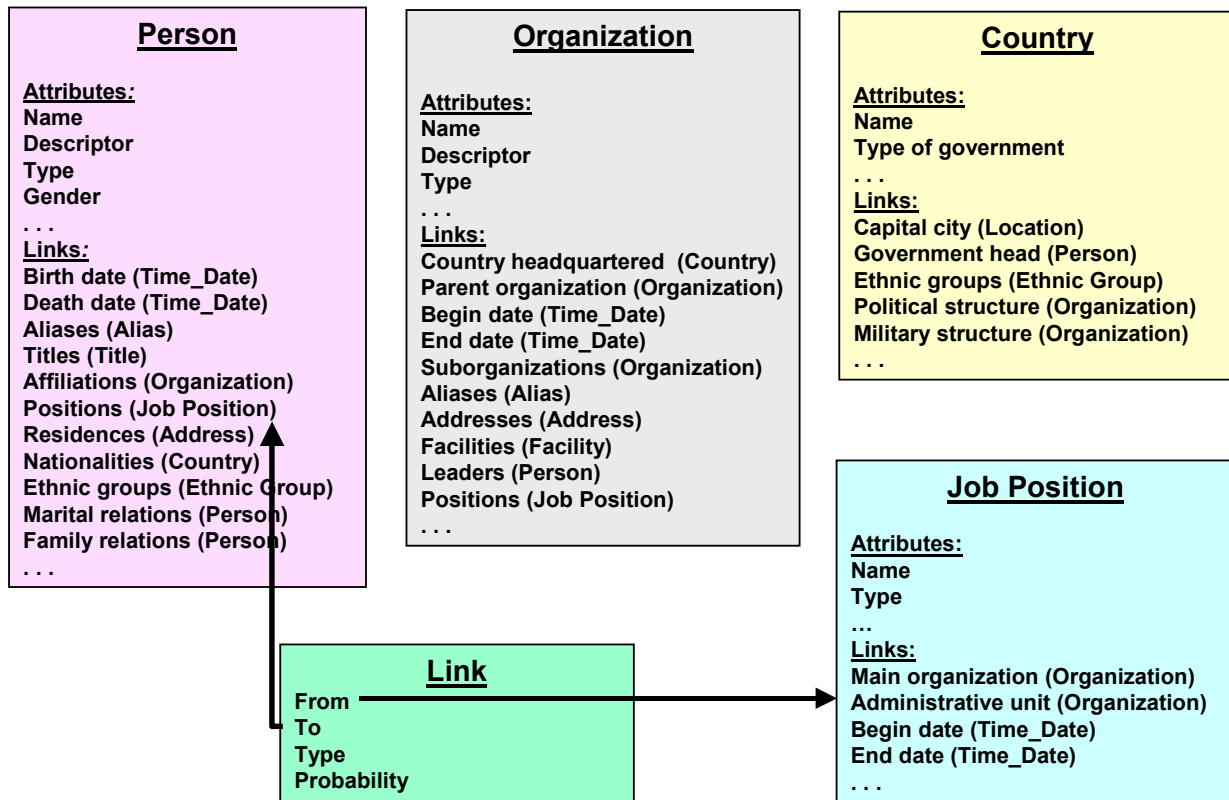 Person
Attributes:
Name
Descriptor
Type
Gender
. . .
Links:
Birth date (Time_Date)
Death date (Time_Date)
Aliases (Alias)
Titles (Title)
Affiliations (Organization)
Positions (Job Position)
Residences (Address)
Nationalities (Country)
Ethnic groups (Ethnic Group)
Marital relations (Person)
Family relations (Person)
. . .
Organization
Attributes:
Name
Descriptor
Type
. . .
Links:
Country headquartered (Country)
Parent organization (Organization)
Begin date (Time_Date)
End date (Time_Date)
Suborganizations (Organization)
Aliases (Alias)
Addresses (Address)
Facilities (Facility)
Leaders (Person)
Positions (Job Position)
. . .
Country
Attributes:
Name
Type of government
. . .
Links:
Capital city (Location)
Government head (Person)
Ethnic groups (Ethnic Group)
Political structure (Organization)
Military structure (Organization)
. . .
Link
From
To
Type
Probability
Job Position
Attributes:
Name
Type
…
Links:
Main organization (Organization)
Administrative unit (Organization)
Begin date (Time_Date)
End date (Time_Date)
. . .